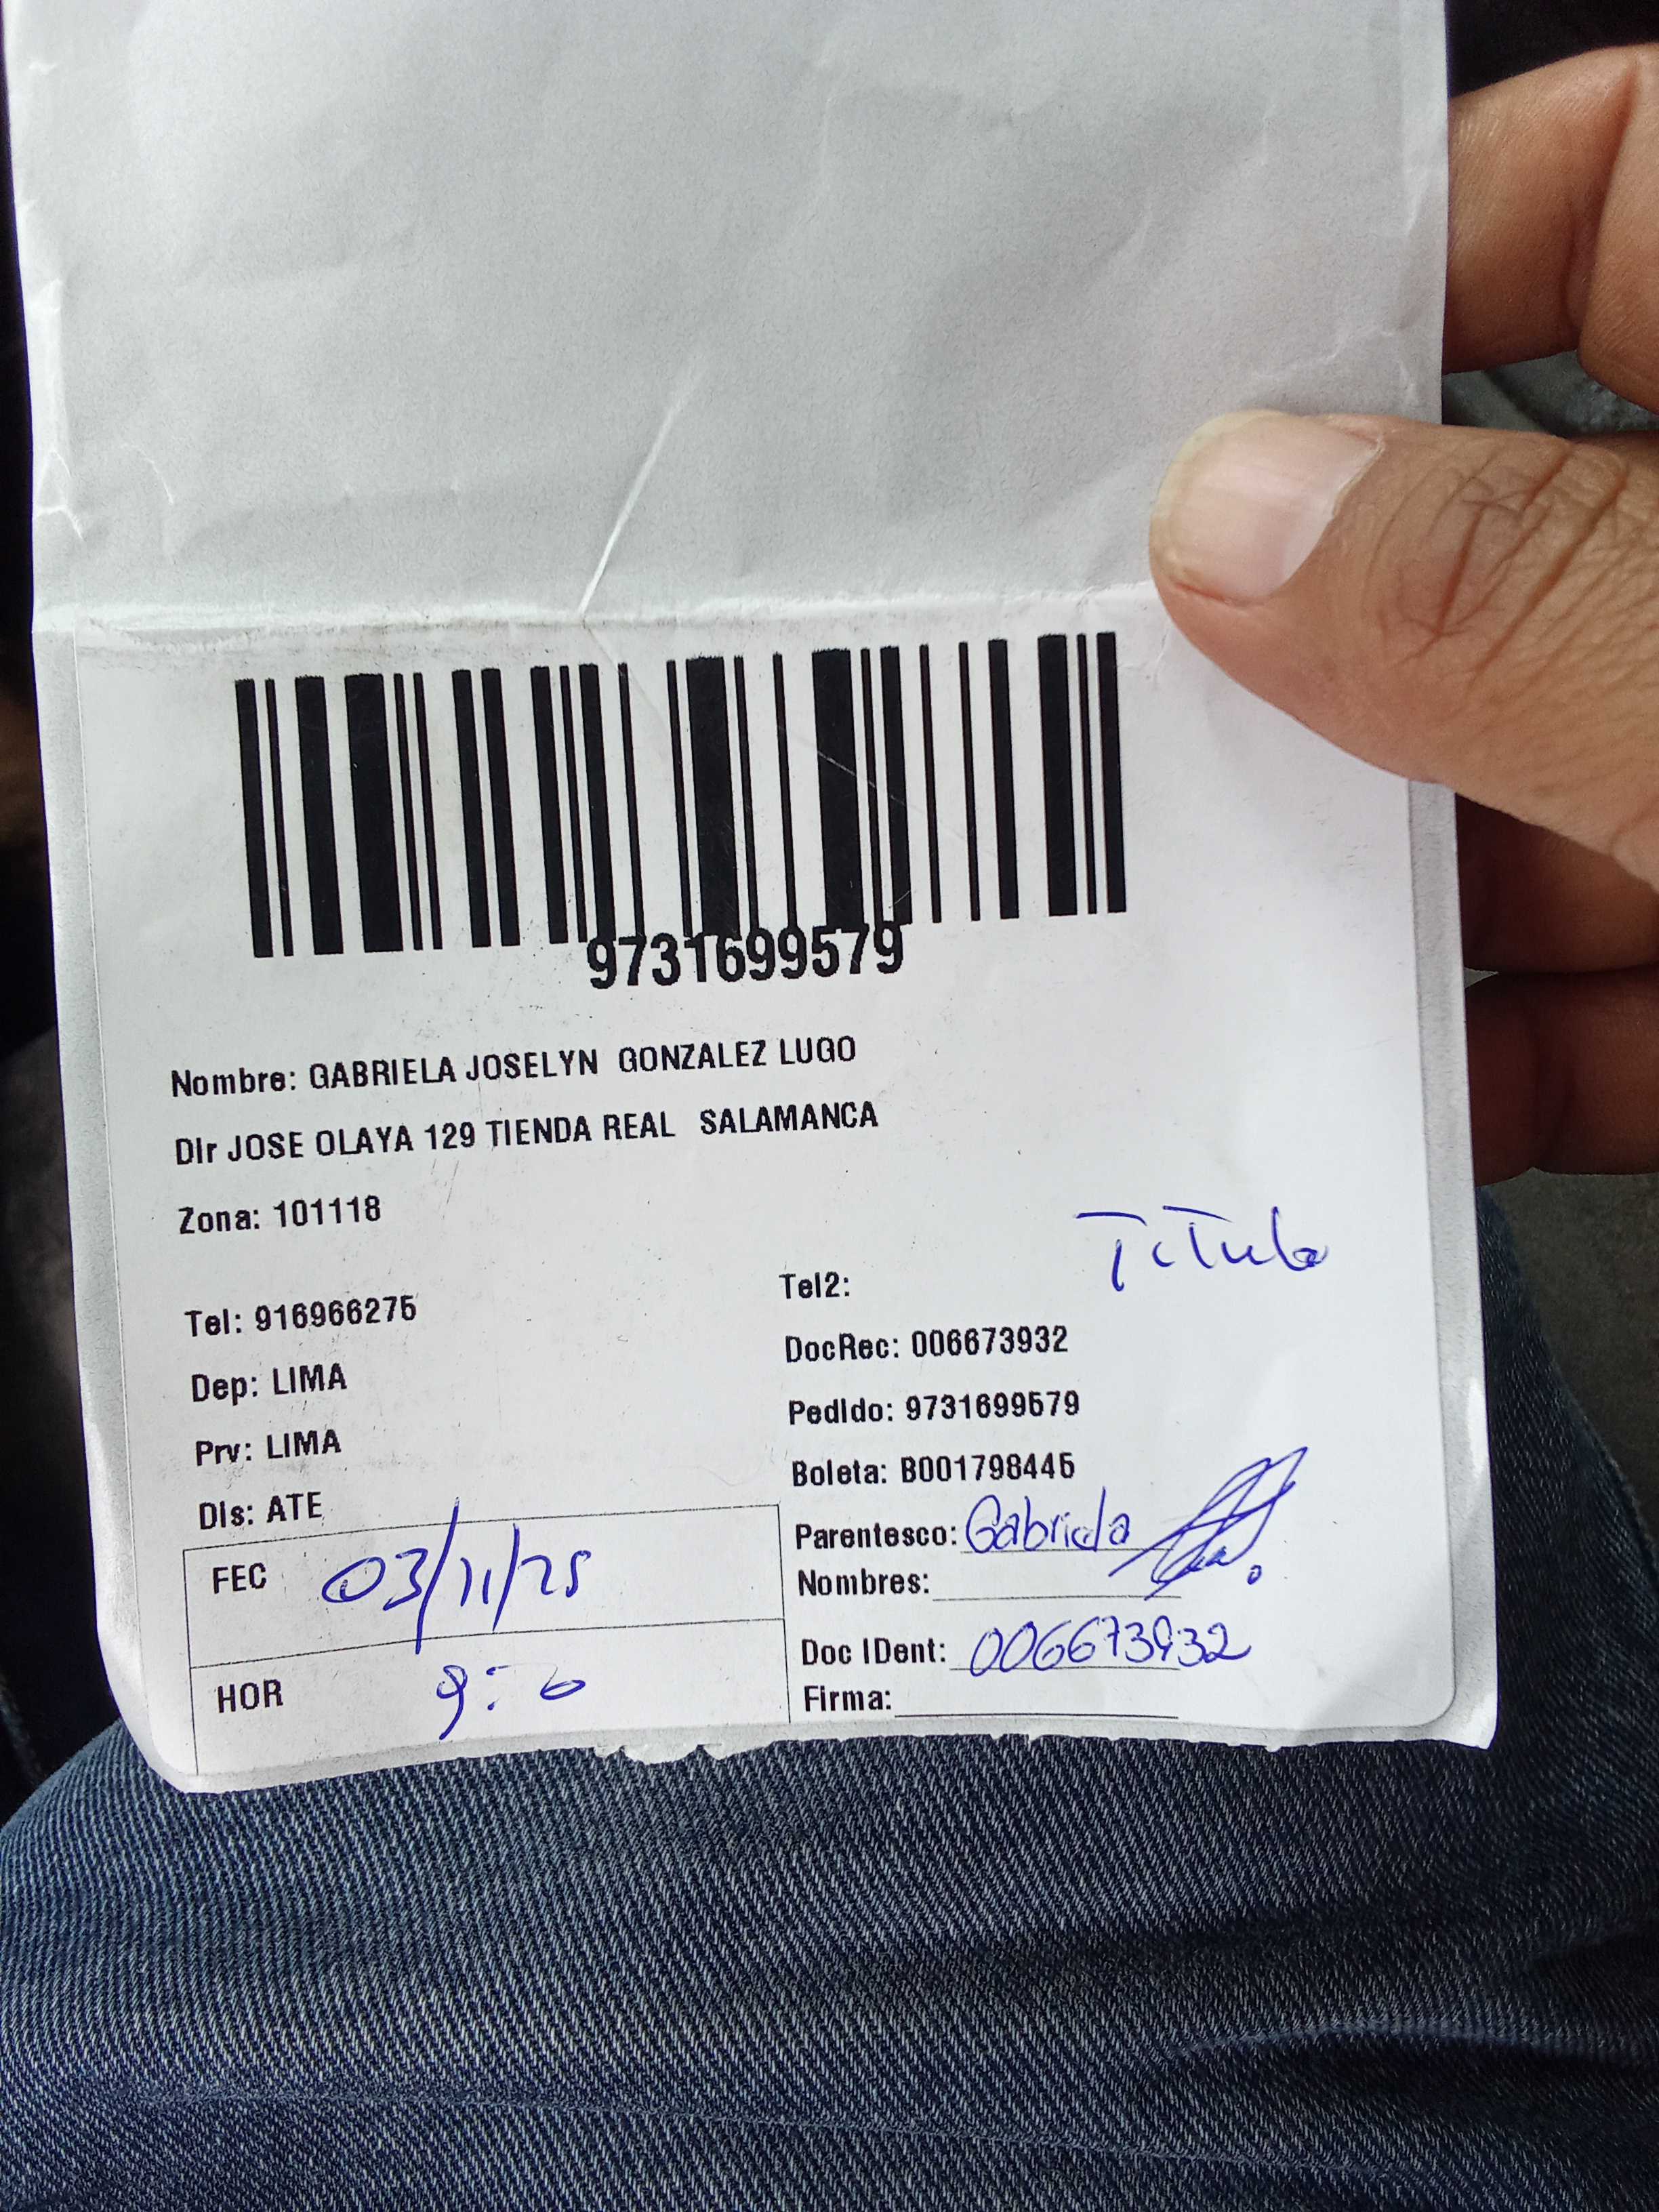 9731699579
Nombre: GABRIELA JOSELYN GONZALEZ LUGO
Dir JOSE OLAYA 129 TIENDA REAL SALAMANCA
Zona: 101118
Titula
Tel: 916966275
Tel2:
DocRec: 006673932
Dep: LIMA
Pedido: 9731699579
Prv: LIMA
Boleta: B001798445
Dis: ATE
Parentesco: Gabriela
FEC 03/11/25
Nombres:
Doc IDent: 006673932
HOR 9:
Firma: